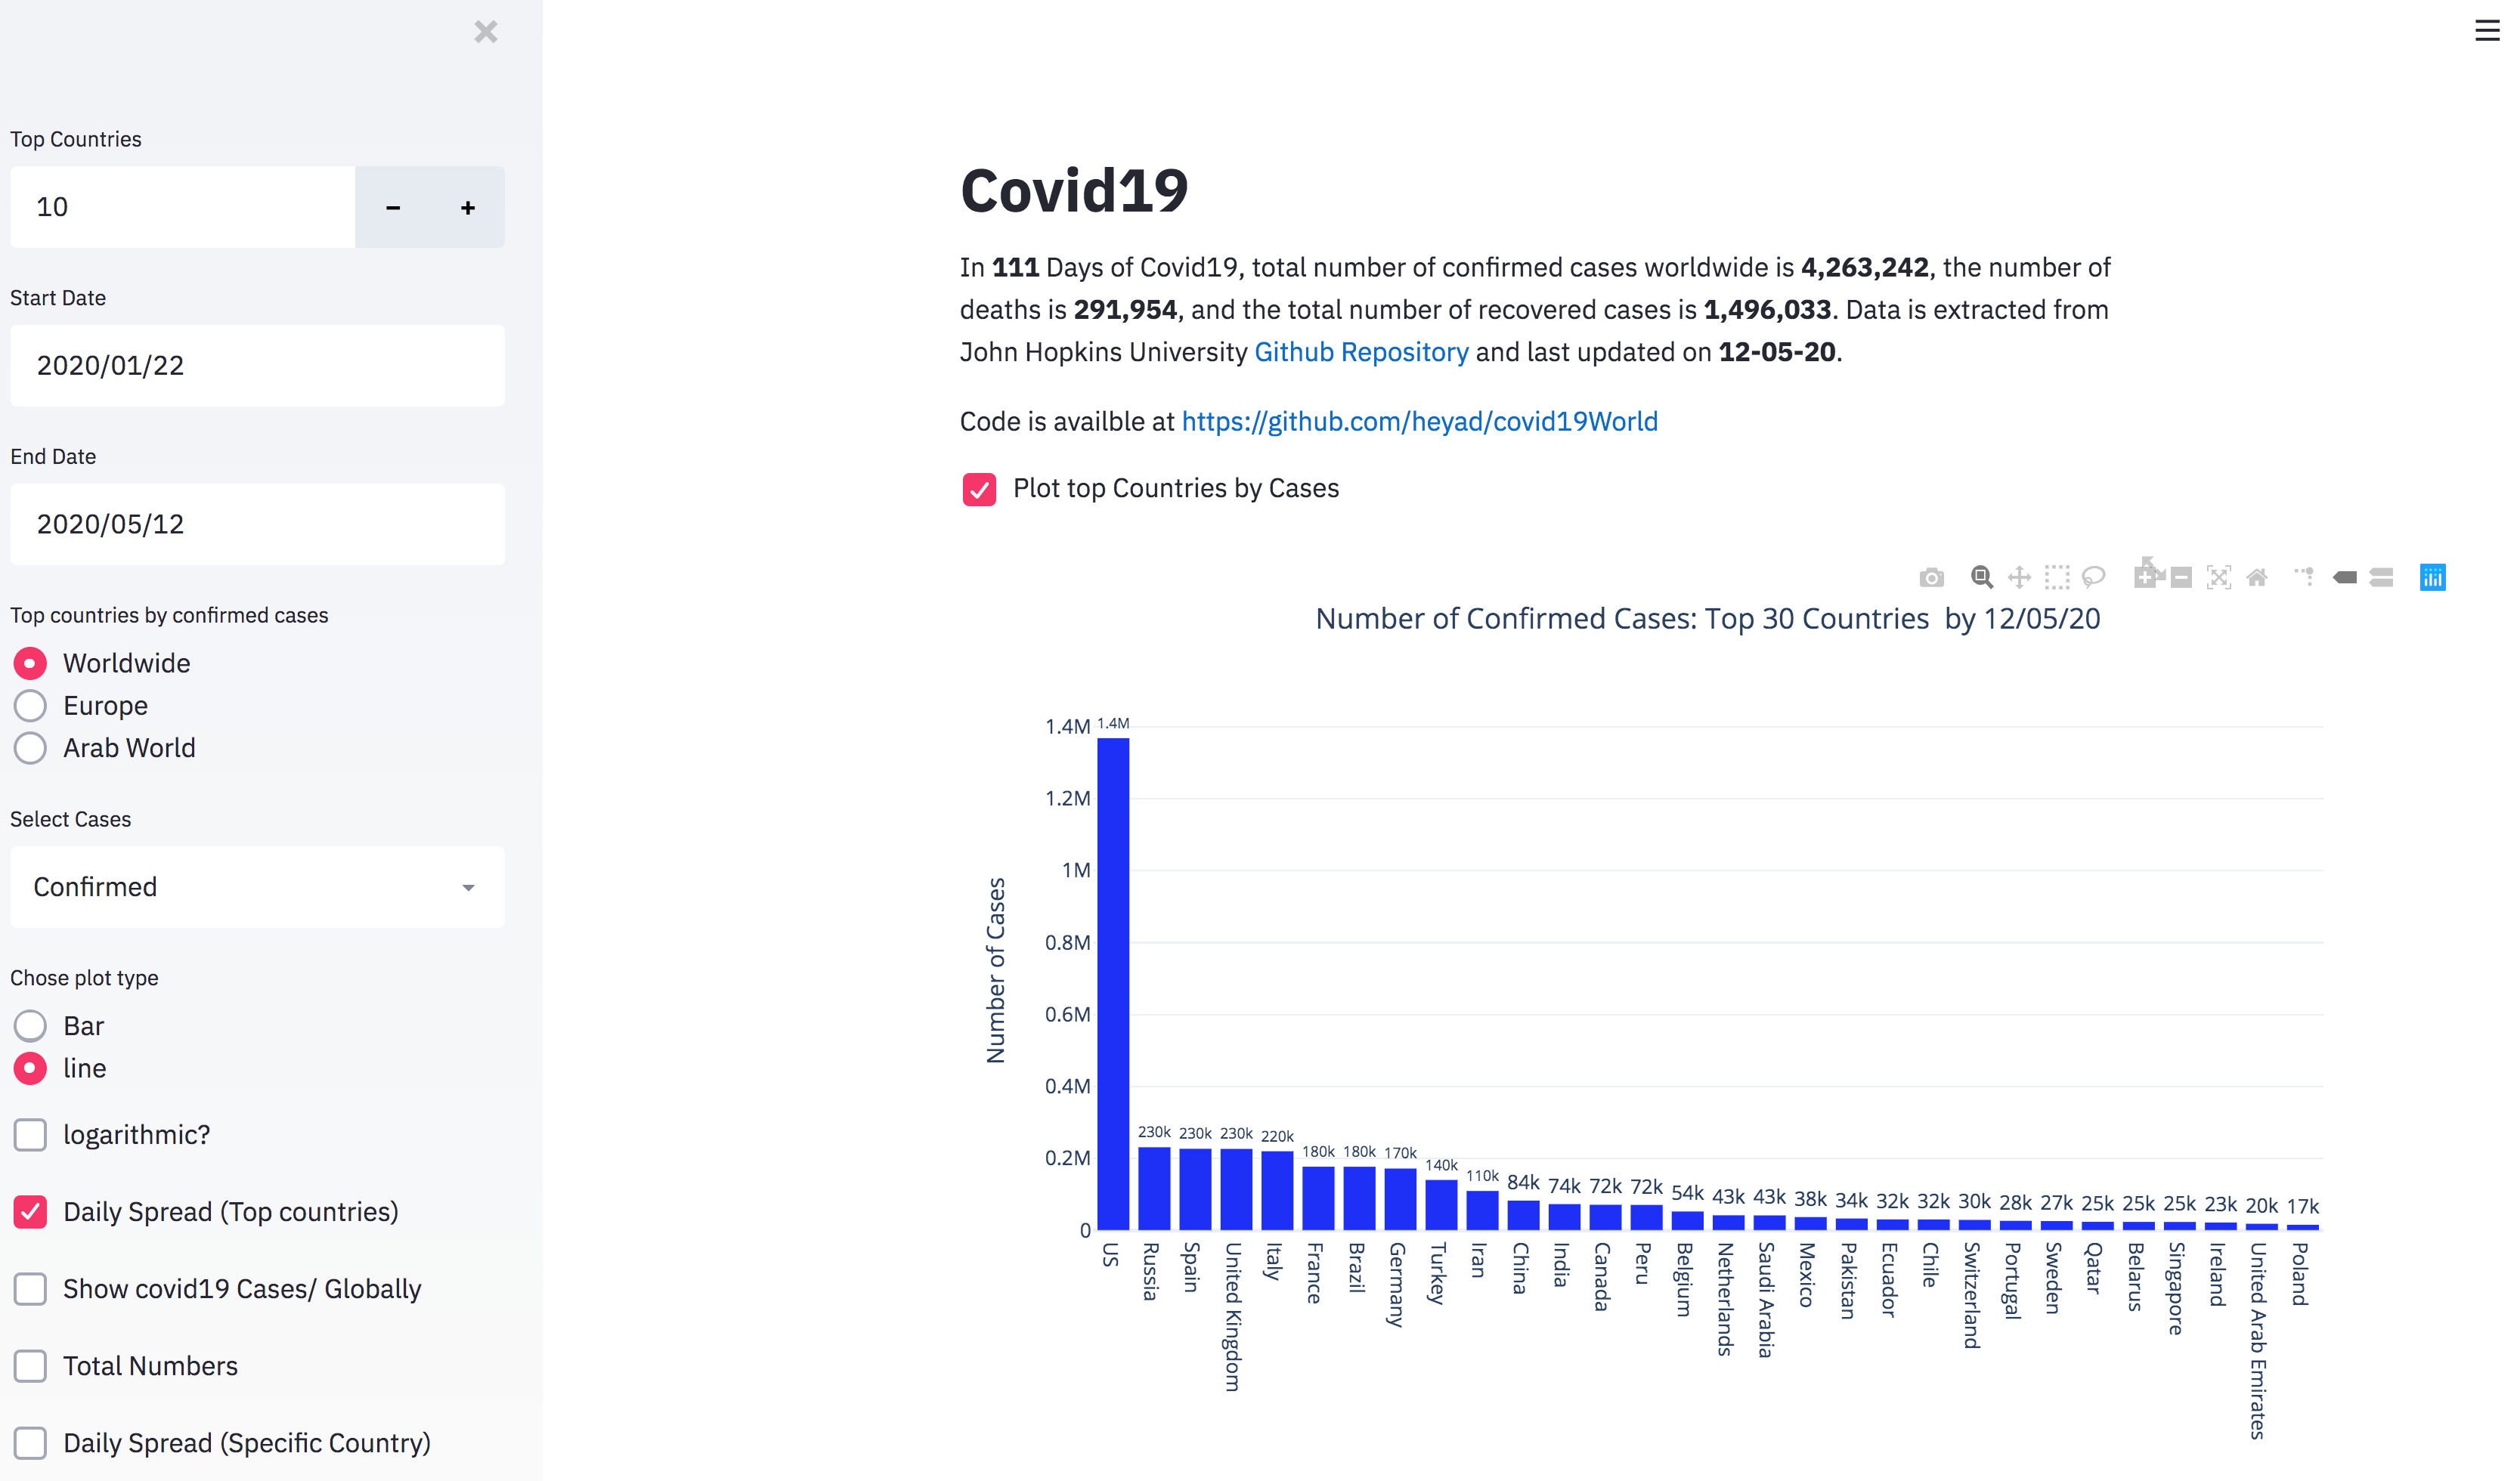 Top Countries
10
Start Date
2020/01/22
End Date
2020/05/12
Top countries by confirmed cases
Worldwide
Europe
Arab World
Select Cases
Confirmed
Chose plot type
Bar
line
logarithmic?
Daily Spread (Top countries)
Show covid19 Cases/ Globally
Total Numbers
Daily Spread (Specific Country)
Covid19
In 111 Days of Covid19, total number of confirmed cases worldwide is 4,263,242, the number of
deaths is 291,954, and the total number of recovered cases is 1,496,033. Data is extracted from
John Hopkins University Github Repository and last updated on 12-05-20.
Code is availble at https://github.com/heyad/covid19World
Plot top Countries by Cases
Number of Confirmed Cases: Top 30 Countries by 12/05/20
Number of Cases
1.4M
1.2M
1M
0.8M
0.6M
0.4M
0.2M
0
1.4M 230k 230k 230k 220k 180k 180k 170k 140k 110k 84k 74k 72k 72k 54k 43k 43k 38k 34k 32k 32k 30k 28k 27k 25k 25k 25k 23k 20k 17k
US
Russia
Spain
United Kingdom
Italy
France
Brazil
Germany
Turkey
Iran
China
India
Canada
Peru
Belgium
Netherlands
Saudi Arabia
Mexico
Pakistan
Ecuador
Chile
Switzerland
Portugal
Sweden
Qatar
Belarus
Singapore
Ireland
United Arab Emirates
Poland